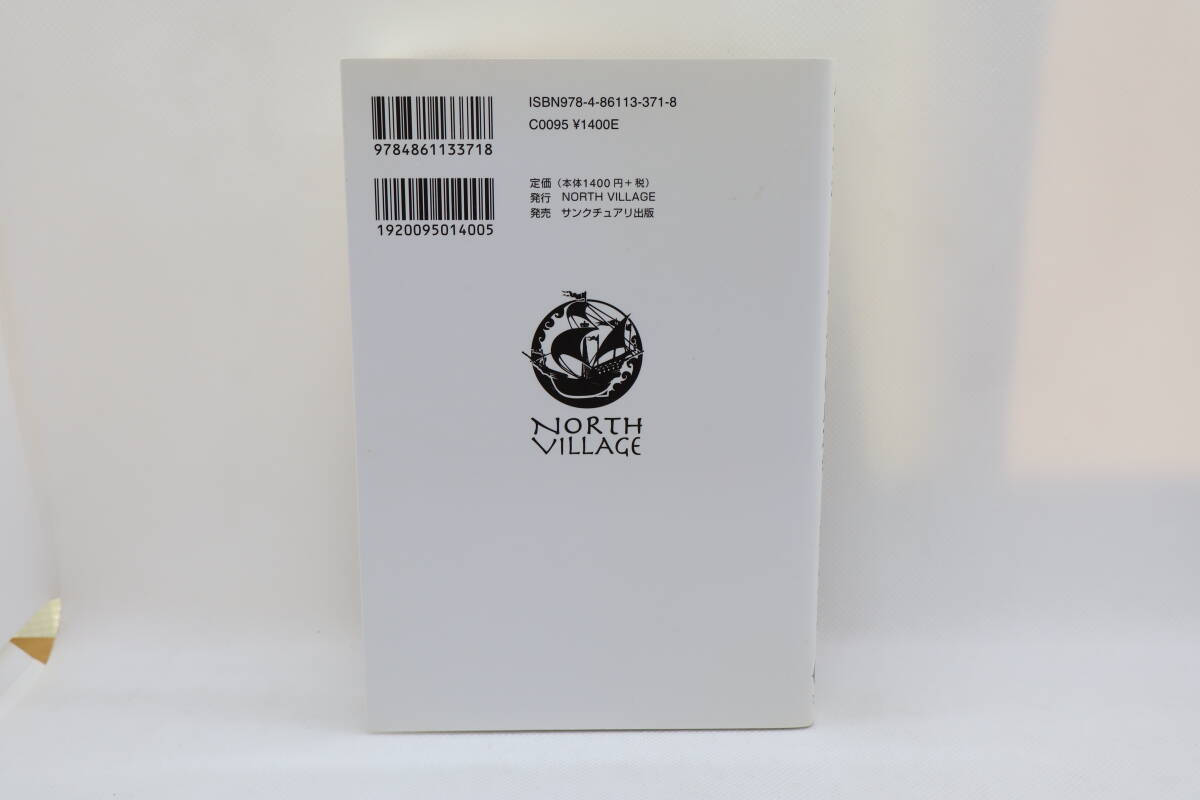 ISBN978-4-86113-371-8
C0095 ¥1400E
9784861133718
定価（本体1400円＋税）
発行　NORTH VILLAGE
発売　サンクチュアリ出版
1920095014005
NORTH
VILLAGE